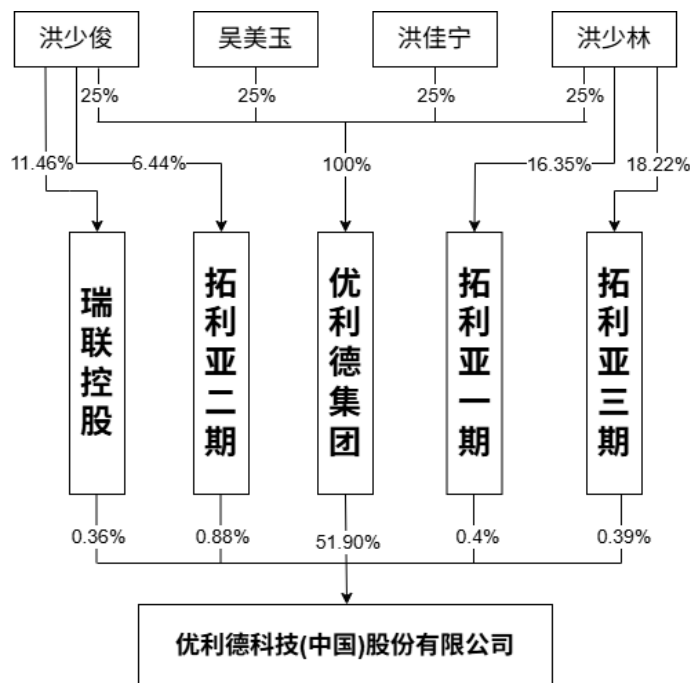 洪少俊
吴美玉
洪佳宁
洪少林
25%
25%
25%
25%
11.46%
6.44%
100%
16.35%
18.22%
瑞联控股
拓利亚二期
优利德集团
拓利亚一期
拓利亚三期
0.36%
0.88%
51.90%
0.4%
0.39%
优利德科技(中国)股份有限公司